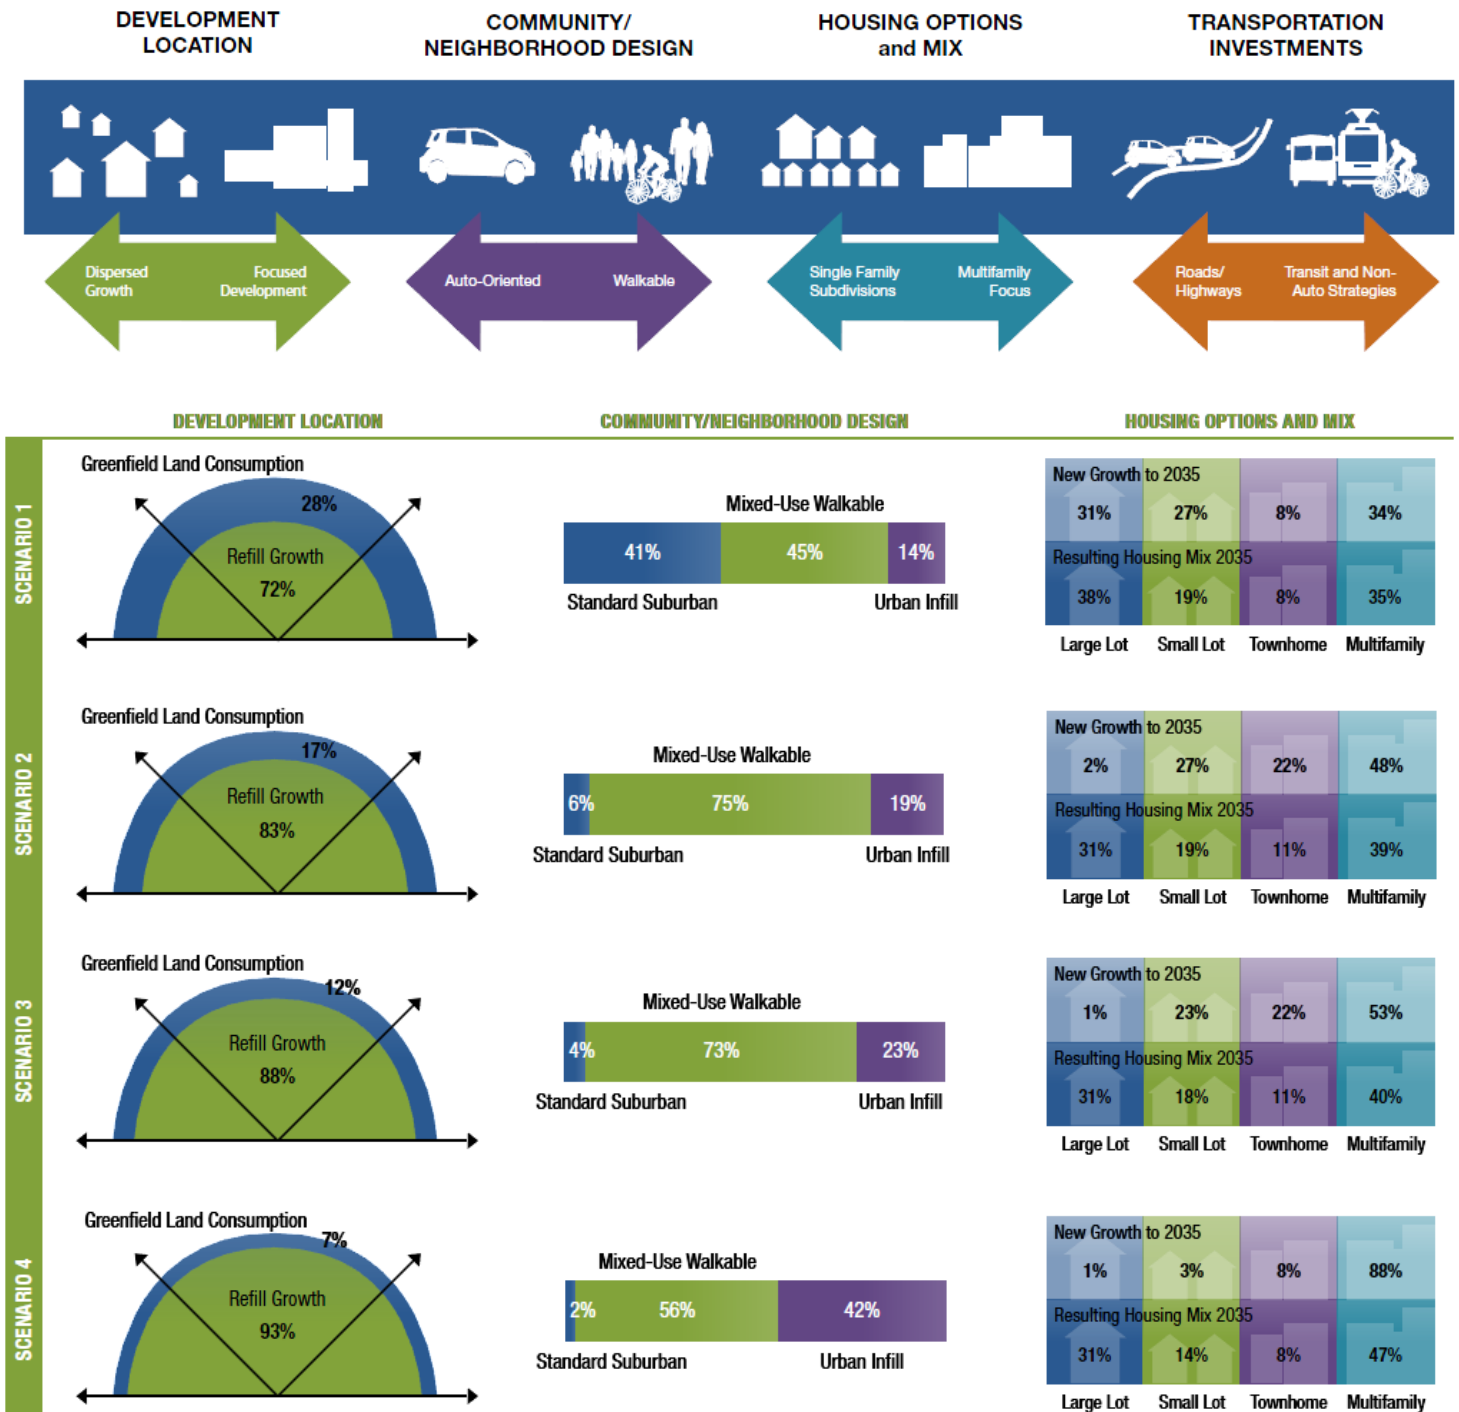 DEVELOPMENT
LOCATION
COMMUNITY/
NEIGHBORHOOD DESIGN
HOUSING OPTIONS
and MIX
TRANSPORTATION
INVESTMENTS
Dispersed
Growth
Focused
Development
Auto-Oriented
Walkable
Single Family
Subdivisions
Multifamily
Focus
Roads/
Highways
Transit and Non-
Auto Strategies
DEVELOPMENT LOCATION
COMMUNITY/NEIGHBORHOOD DESIGN
HOUSING OPTIONS AND MIX
SCENARIO 1
Greenfield Land Consumption
28%
Refill Growth
72%
Mixed-Use Walkable
41%
45%
14%
Standard Suburban
Urban Infill
New Growth to 2035
31%
27%
8%
34%
Resulting Housing Mix 2035
38%
19%
8%
35%
Large Lot
Small Lot
Townhome
Multifamily
SCENARIO 2
Greenfield Land Consumption
17%
Refill Growth
83%
Mixed-Use Walkable
6%
75%
19%
Standard Suburban
Urban Infill
New Growth to 2035
2%
27%
22%
48%
Resulting Housing Mix 2035
31%
19%
11%
39%
Large Lot
Small Lot
Townhome
Multifamily
SCENARIO 3
Greenfield Land Consumption
12%
Refill Growth
88%
Mixed-Use Walkable
4%
73%
23%
Standard Suburban
Urban Infill
New Growth to 2035
1%
23%
22%
53%
Resulting Housing Mix 2035
31%
18%
11%
40%
Large Lot
Small Lot
Townhome
Multifamily
SCENARIO 4
Greenfield Land Consumption
7%
Refill Growth
93%
Mixed-Use Walkable
2%
56%
42%
Standard Suburban
Urban Infill
New Growth to 2035
1%
3%
8%
88%
Resulting Housing Mix 2035
31%
14%
8%
47%
Large Lot
Small Lot
Townhome
Multifamily